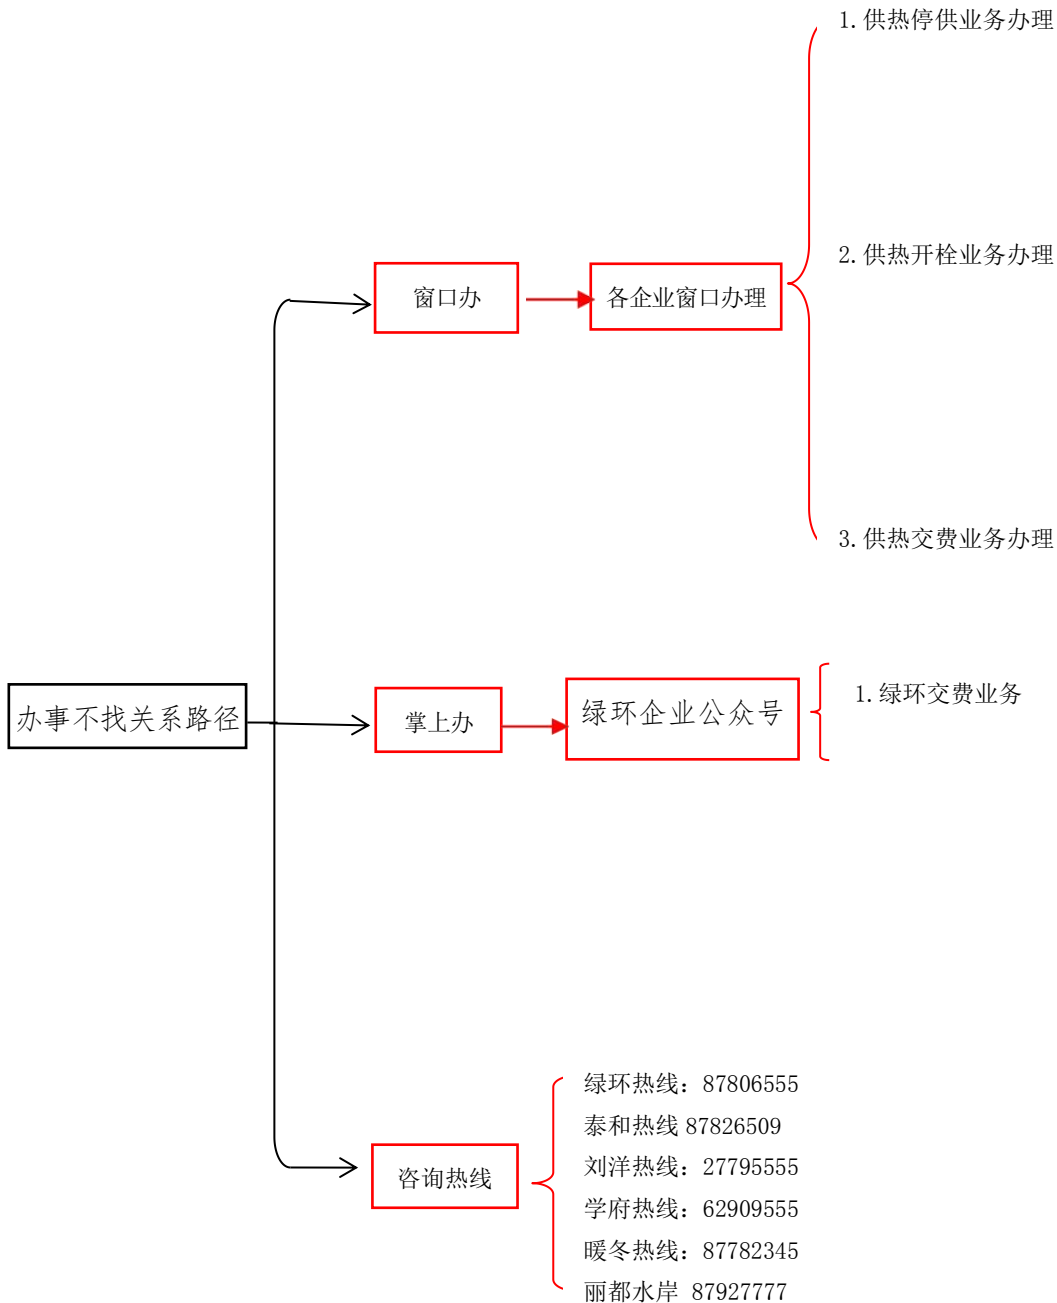 1.供热停供业务办理
2.供热开栓业务办理
窗口办
各企业窗口办理
3.供热交费业务办理
办事不找关系路径
掌上办
绿环企业公众号
1.绿环交费业务
咨询热线
绿环热线：87806555
泰和热线 87826509
刘洋热线：27795555
学府热线：62909555
暖冬热线：87782345
丽都水岸 87927777